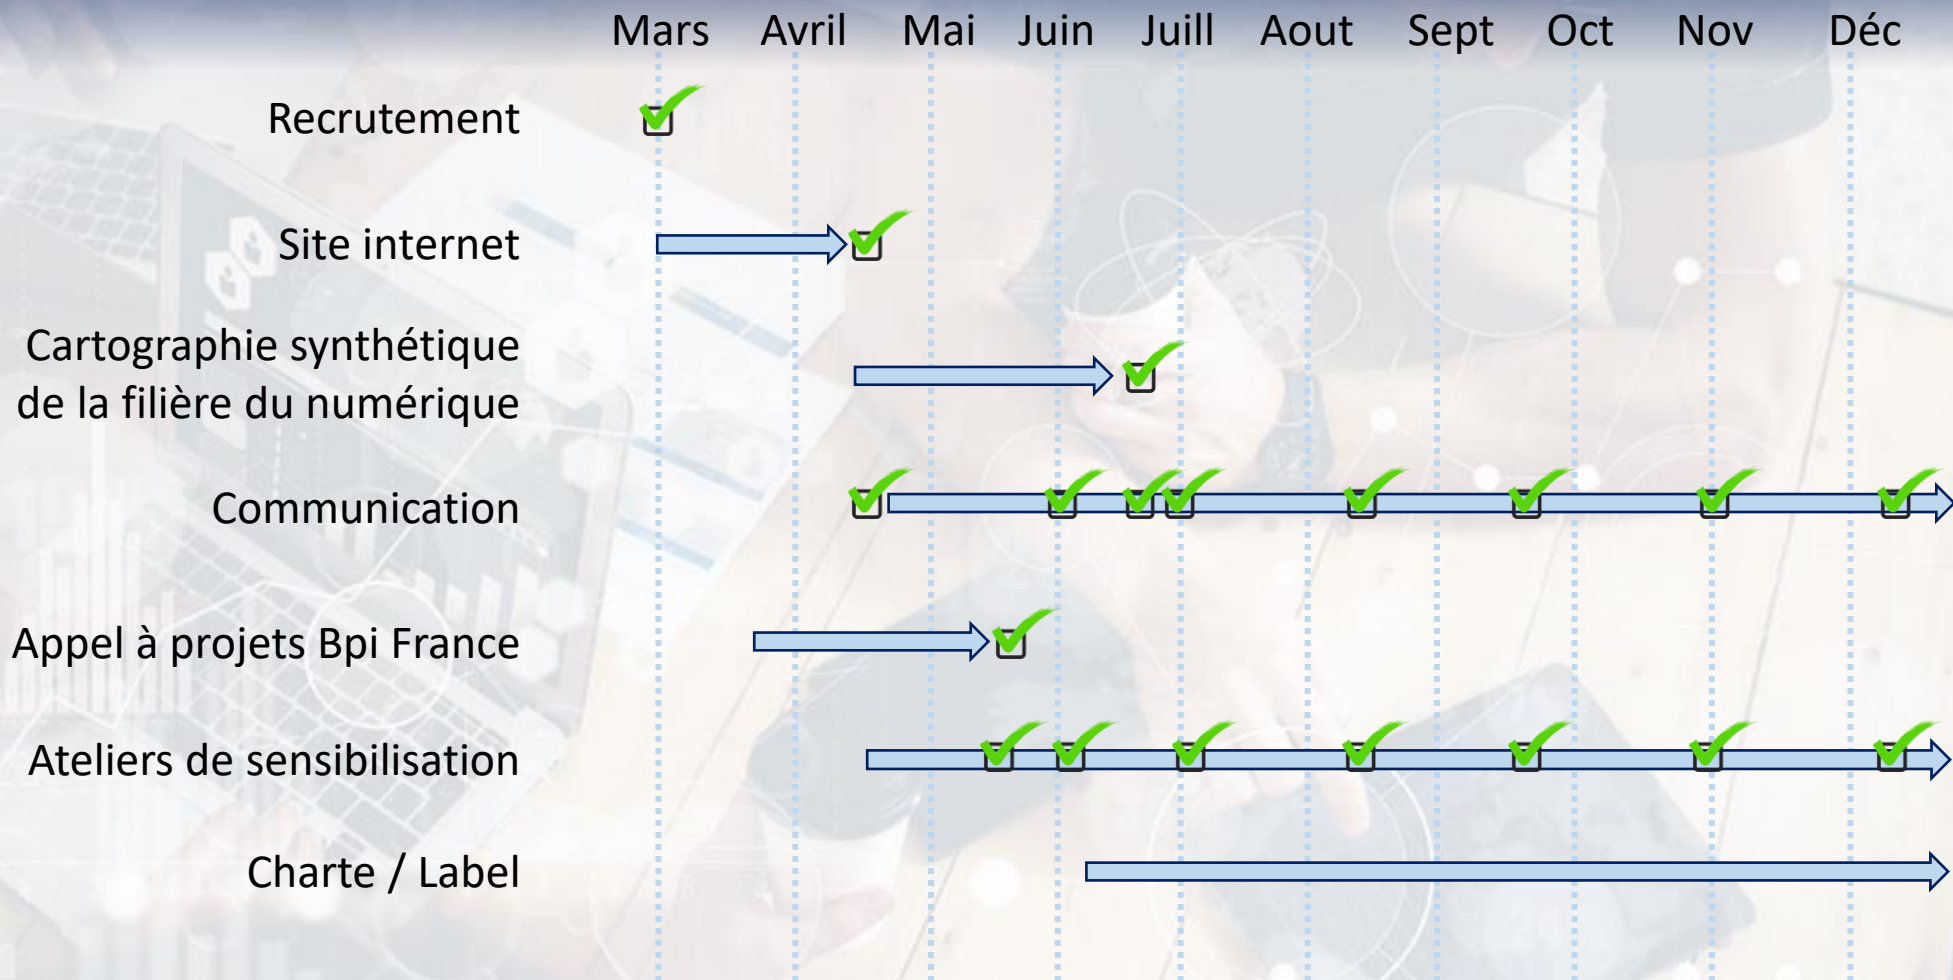 Mars Avril Mai Juin Juill Aout Sept Oct Nov Déc
Recrutement
Site internet
Cartographie synthétique
de la filière du numérique
Communication
Appel à projets Bpi France
Ateliers de sensibilisation
Charte / Label